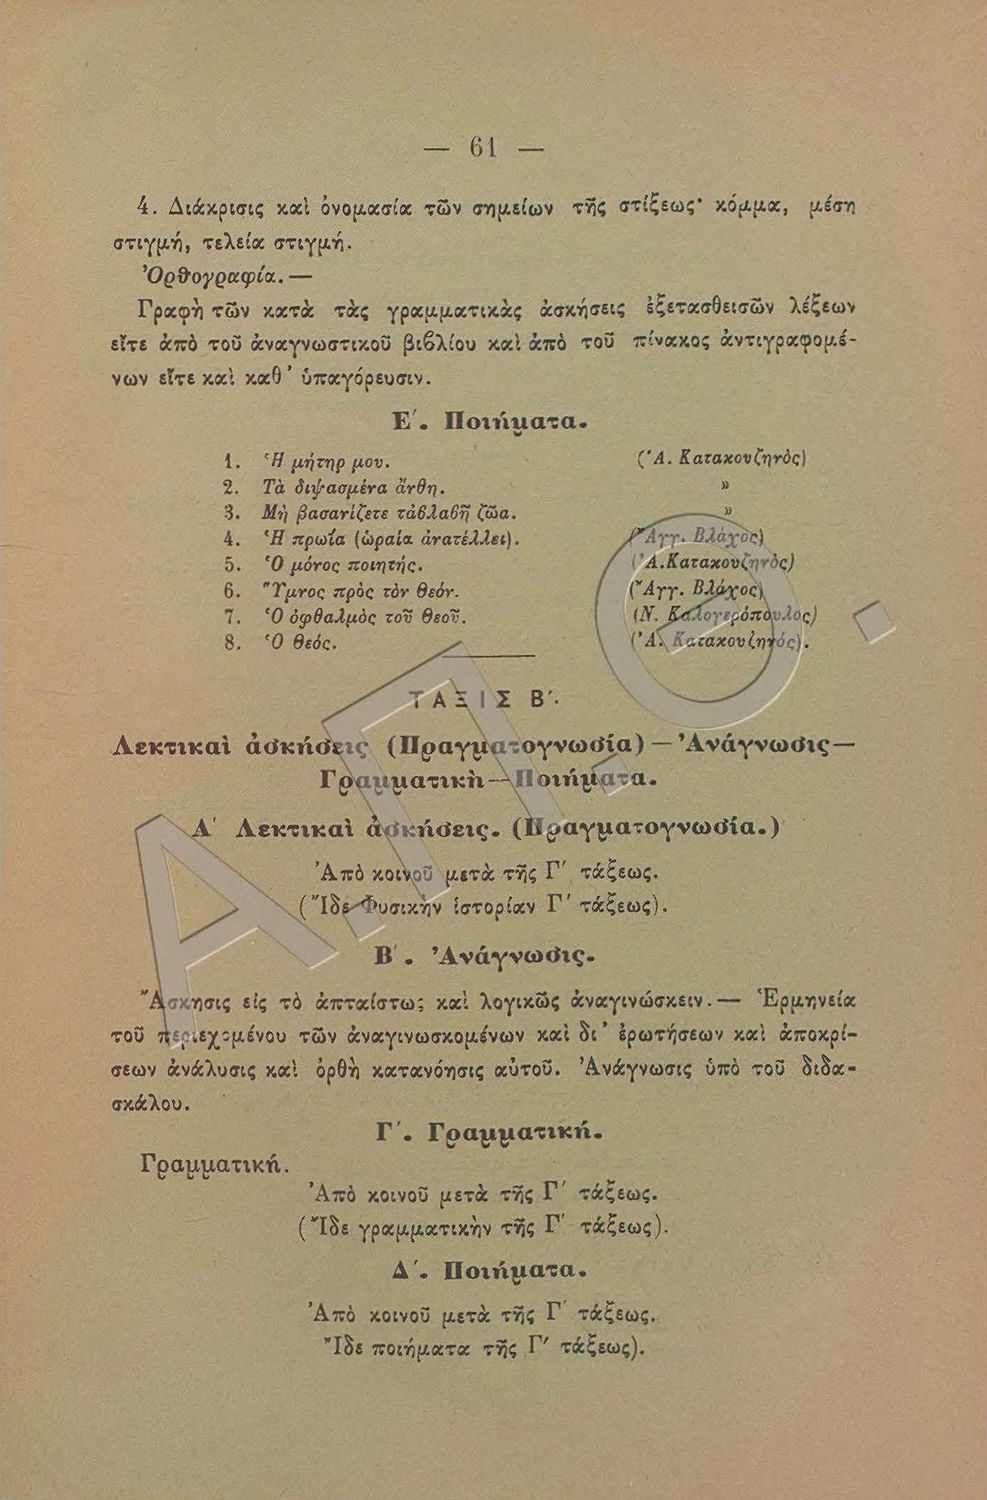 — 61 —
4. Διάκρισις καὶ ὀνομασία τῶν σημείων τῆς στίξεως· κόμμα, μέση
στιγμή, τελεία στιγμή.
Ὀρθογραφία. —
Γραφὴ τῶν κατὰ τὰς γραμματικὰς ἀσκήσεις ἐξετασθεισῶν λέξεων
εἴτε ἀπὸ τοῦ ἀναγνωστικοῦ βιβλίου καὶ ἀπὸ τοῦ πίνακος ἀντιγραφομέ-
νων εἴτε καὶ καθ' ὑπαγόρευσιν.
Ε΄. Ποιήματα.
1. Ἡ μήτηρ μου. (Ἀ. Κατακουζηνὸς)
2. Τὰ διψασμένα ἄνθη. »
3. Μὴ βασανίζετε τἀβλαβῆ ζῶα. »
4. Ἡ πρωΐα (ὡραία ἀνατέλλει). (Ἄγγ. Βλάχος)
5. Ὁ μόνος ποιητής. (Ἀ.Κατακουζηνὸς)
6. Ὕμνος πρὸς τὸν θεόν. (Ἄγγ. Βλάχος)
7. Ὁ ὀφθαλμὸς τοῦ θεοῦ. (Ν. Καλογερόπουλος)
8. Ὁ θεός. (Ἀ. Κατακουζηνός).
ΤΑΞΙΣ Β΄.
Λεκτικαὶ ἀσκήσεις (Πραγματογνωσία) — Ἀνάγνωσις—
Γραμματικὴ—Ποιήματα.
Α΄ Λεκτικαὶ ἀσκήσεις. (Πραγματογνωσία.)
Ἀπὸ κοινοῦ μετὰ τῆς Γ΄ τάξεως.
(Ἴδε Φυσικὴν ἱστορίαν Γ΄ τάξεως).
Β΄. Ἀνάγνωσις.
Ἄσκησις εἰς τὸ ἀπταίστως καὶ λογικῶς ἀναγινώσκειν.— Ἑρμηνεία
τοῦ περιεχομένου τῶν ἀναγινωσκομένων καὶ δι' ἐρωτήσεων καὶ ἀποκρί-
σεων ἀνάλυσις καὶ ὀρθὴ κατανόησις αὐτοῦ. Ἀνάγνωσις ὑπὸ τοῦ διδα-
σκάλου.
Γ΄. Γραμματική.
Γραμματική.
Ἀπὸ κοινοῦ μετὰ τῆς Γ΄ τάξεως.
(Ἴδε γραμματικὴν τῆς Γ΄ τάξεως).
Δ΄. Ποιήματα.
Ἀπὸ κοινοῦ μετὰ τῆς Γ΄ τάξεως.
Ἴδε ποιήματα τῆς Γ΄ τάξεως).
Α.Π.Θ.